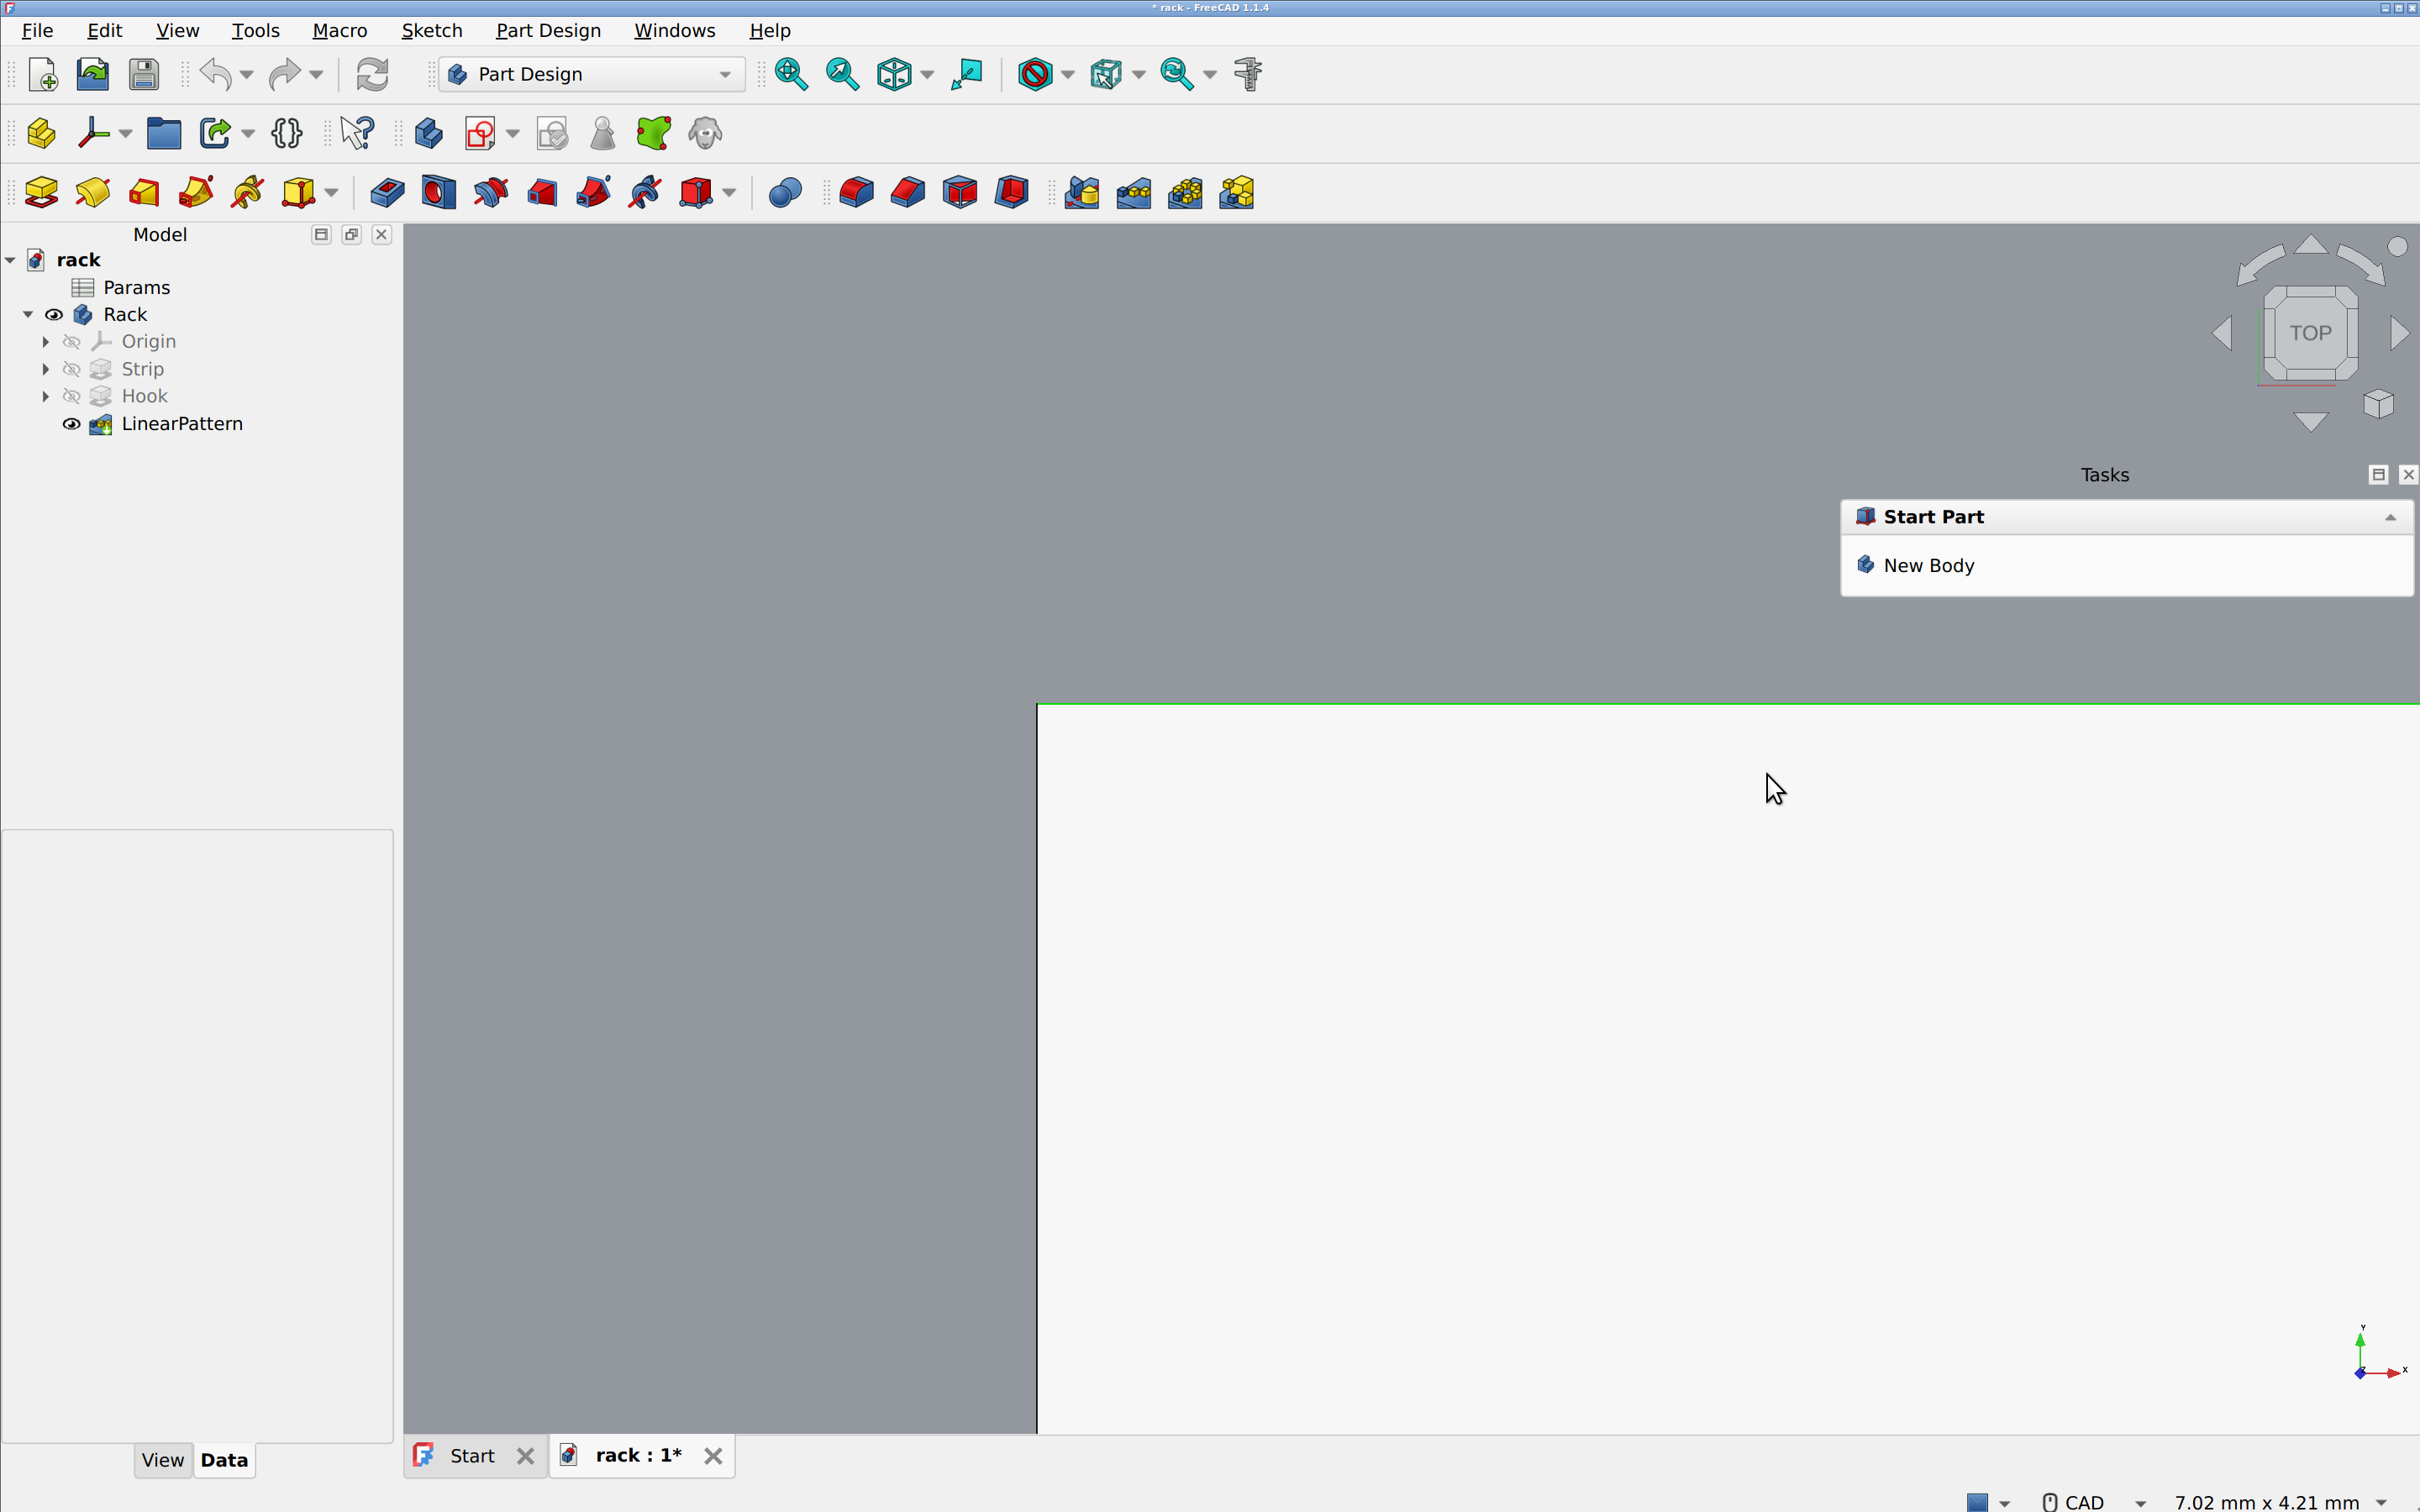 * rack - FreeCAD 1.1.4
File Edit View Tools Macro Sketch Part Design Windows Help
Part Design
Model
rack
Params
Rack
Origin
Strip
Hook
LinearPattern
TOP
Tasks
Start Part
New Body
Y
Z
X
View Data
Start
rack : 1*
CAD
7.02 mm x 4.21 mm